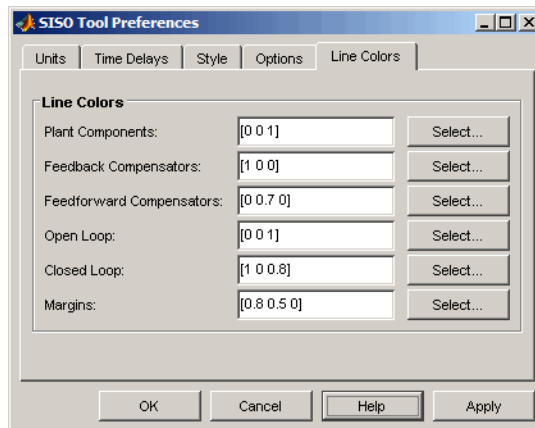 SISO Tool Preferences
Units Time Delays Style Options Line Colors
Line Colors
Plant Components: [0 0 1] Select...
Feedback Compensators: [1 0 0] Select...
Feedforward Compensators: [0 0.7 0] Select...
Open Loop: [0 0 1] Select...
Closed Loop: [1 0 0.8] Select...
Margins: [0.8 0.5 0] Select...
OK Cancel Help Apply